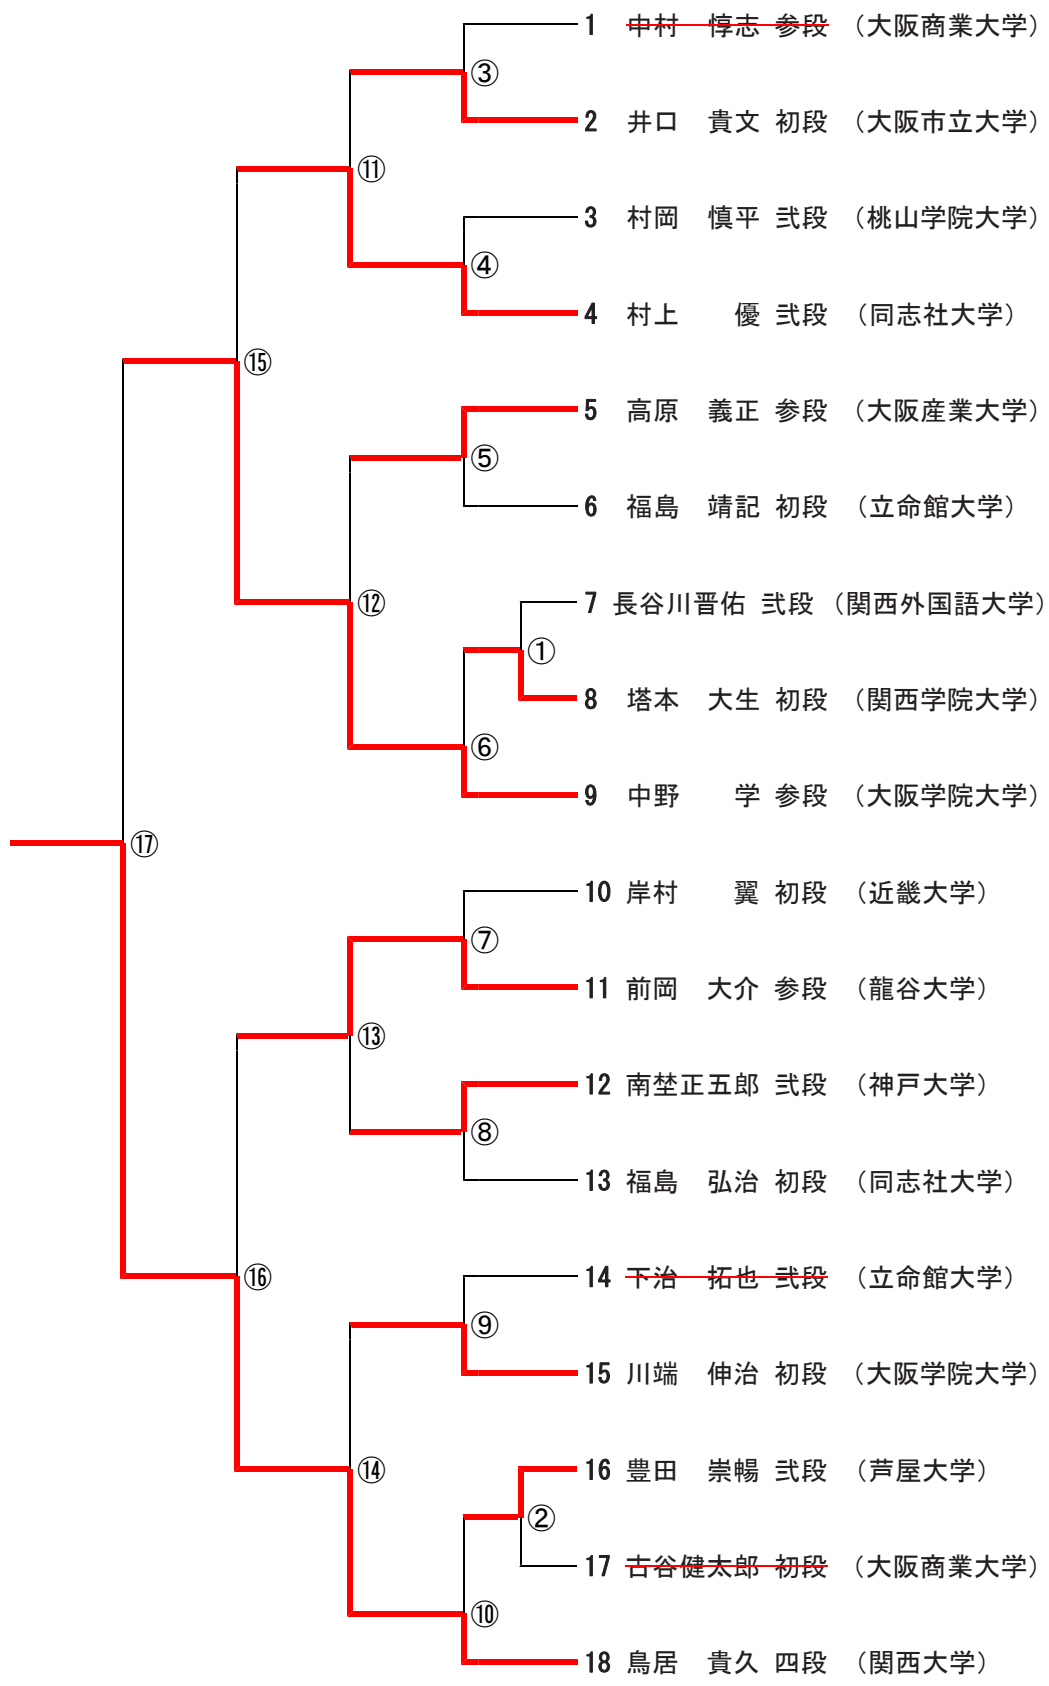 1 中村 惇志 参段 (大阪商業大学)
③
2 井口 貴文 初段 (大阪市立大学)
⑪
3 村岡 慎平 弐段 (桃山学院大学)
④
4 村上 優 弐段 (同志社大学)
⑮
5 高原 義正 参段 (大阪産業大学)
⑤
6 福島 靖記 初段 (立命館大学)
⑫
7 長谷川晋佑 弐段 (関西外国語大学)
①
8 塔本 大生 初段 (関西学院大学)
⑥
9 中野 学 参段 (大阪学院大学)
⑰
10 岸村 翼 初段 (近畿大学)
⑦
11 前岡 大介 参段 (龍谷大学)
⑬
12 南埜正五郎 弐段 (神戸大学)
⑧
13 福島 弘治 初段 (同志社大学)
⑯
14 下治 拓也 弐段 (立命館大学)
⑨
15 川端 伸治 初段 (大阪学院大学)
⑭
16 豊田 崇暢 弐段 (芦屋大学)
②
17 古谷健太郎 初段 (大阪商業大学)
⑩
18 鳥居 貴久 四段 (関西大学)